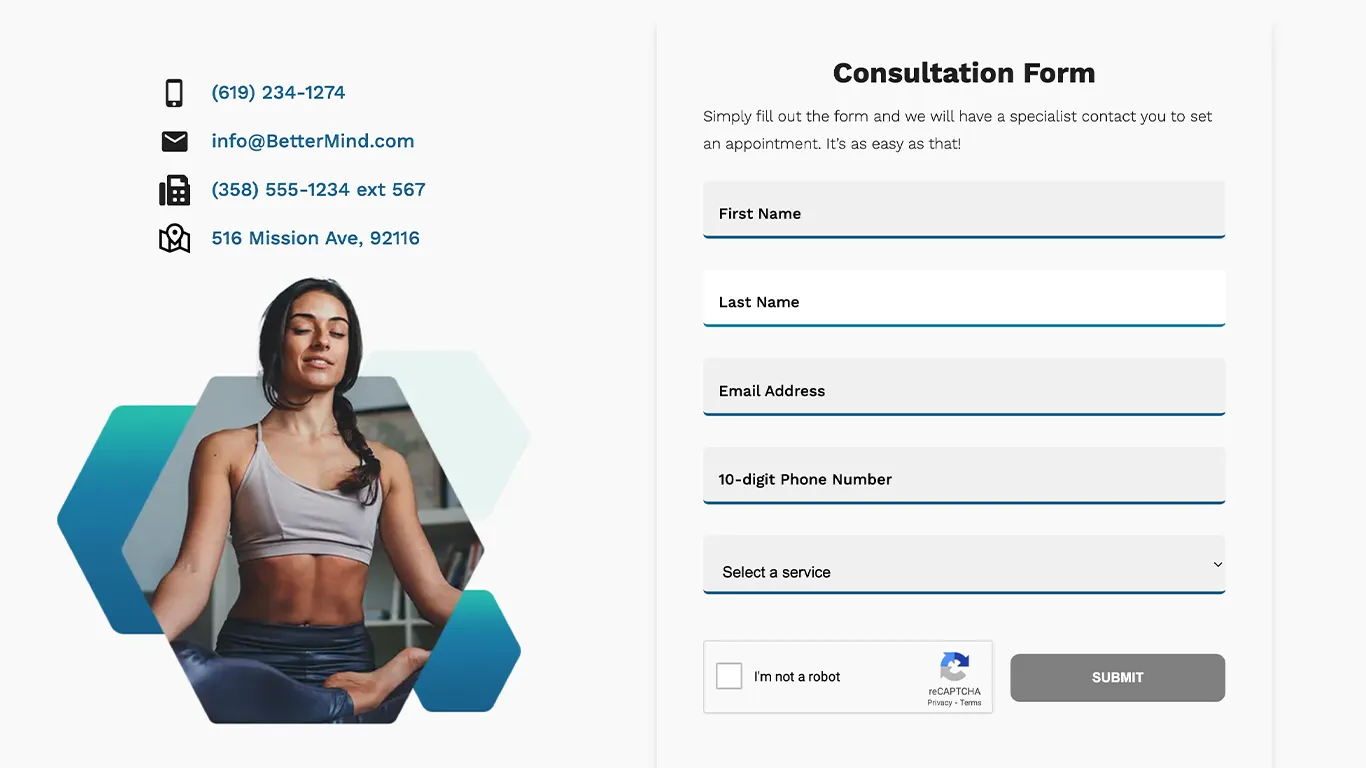 (619) 234-1274
info@BetterMind.com
(358) 555-1234 ext 567
516 Mission Ave, 92116
Consultation Form
Simply fill out the form and we will have a specialist contact you to set
an appointment. It's as easy as that!
First Name
Last Name
Email Address
10-digit Phone Number
Select a service
I'm not a robot
reCAPTCHA
Privacy - Terms
SUBMIT